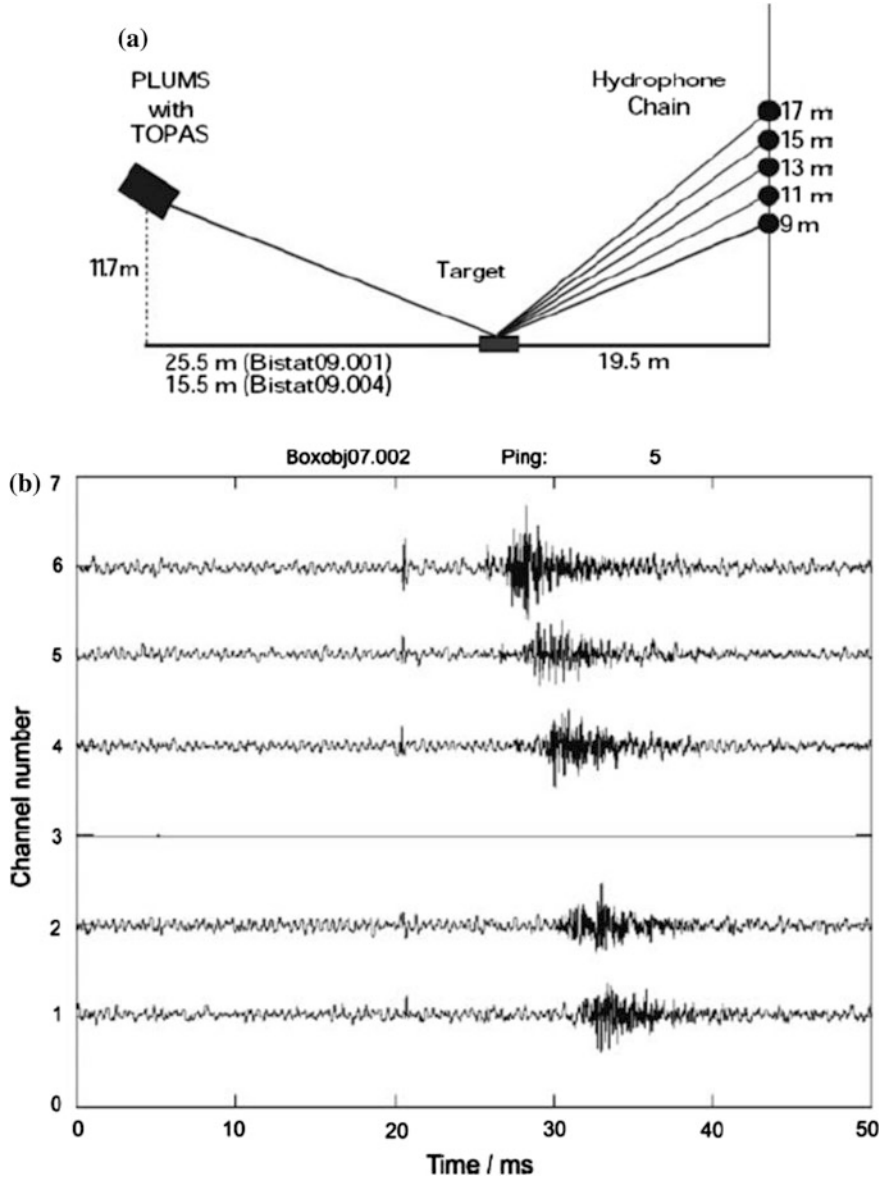 (a)
PLUMS
with
TOPAS
Hydrophone
Chain
17 m
15 m
13 m
11 m
9 m
11.7m
Target
25.5 m (Bistat09.001)
15.5 m (Bistat09.004)
19.5 m
(b)
Boxobj07.002 Ping: 5
7
6
5
4
3
2
1
0
Channel number
0 10 20 30 40 50
Time / ms